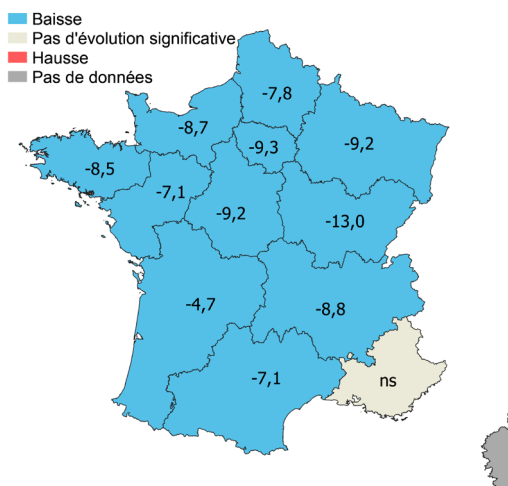 Baisse
Pas d'évolution significative
Hausse
Pas de données
-7,8
-8,7
-9,3
-9,2
-8,5
-7,1
-9,2
-13,0
-4,7
-8,8
-7,1
ns